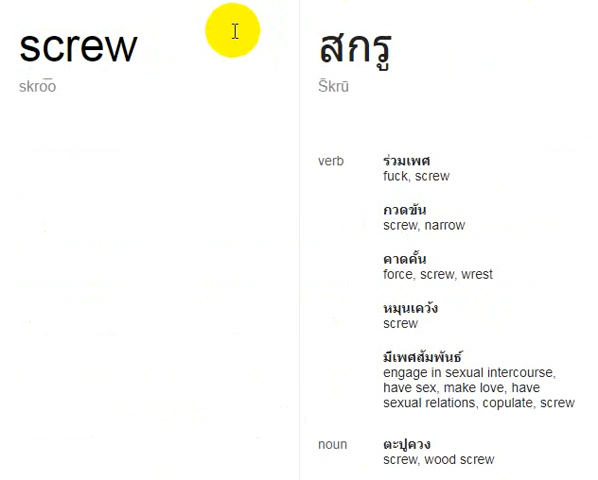 screw
skro͞o
สกรู
S̄krū
verb
ร่วมเพศ
fuck, screw
กวดขัน
screw, narrow
คาดคั้น
force, screw, wrest
หมุนเคว้ง
screw
มีเพศสัมพันธ์
engage in sexual intercourse,
have sex, make love, have
sexual relations, copulate, screw
noun
ตะปูควง
screw, wood screw